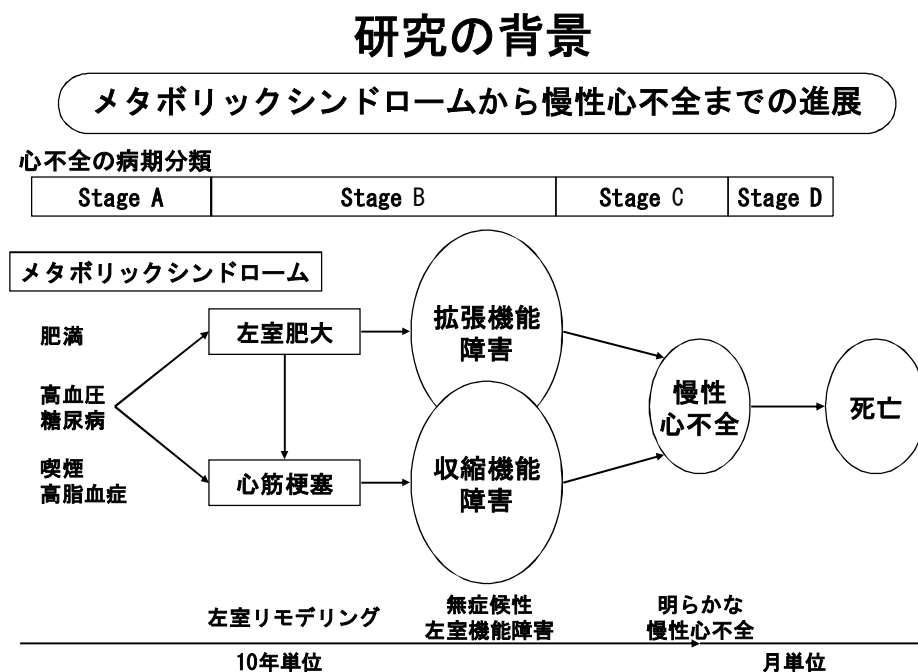 研究の背景
メタボリックシンドロームから慢性心不全までの進展
心不全の病期分類
Stage A
Stage B
Stage C
Stage D
メタボリックシンドローム
肥満
高血圧
糖尿病
喫煙
高脂血症
左室肥大
心筋梗塞
拡張機能
障害
収縮機能
障害
慢性
心不全
死亡
左室リモデリング
無症候性
左室機能障害
明らかな
慢性心不全
10年単位
月単位